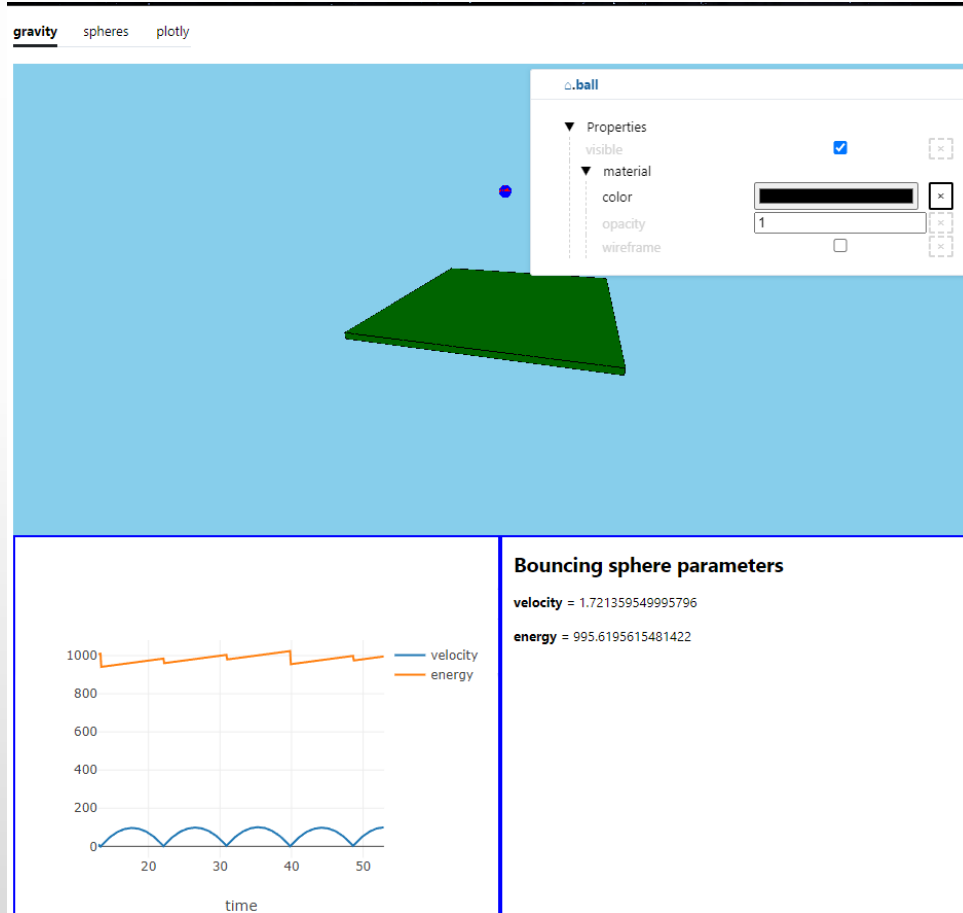 gravity spheres plotly
⌂.ball
▼ Properties
visible
▼ material
color ×
opacity 1 ×
wireframe ×
Bouncing sphere parameters
velocity = 1.721359549995796
energy = 995.6195615481422
1000
800
600
400
200
0
20 30 40 50
time
velocity
energy